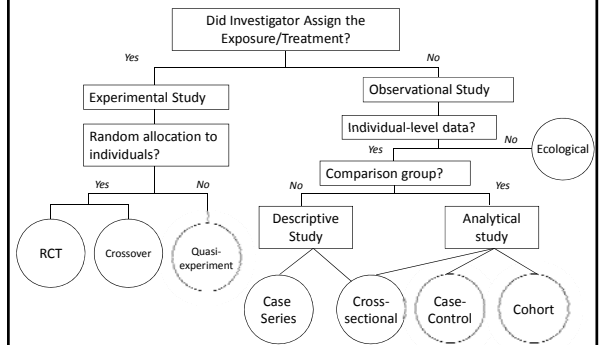 Did Investigator Assign the
Exposure/Treatment?
Yes
No
Experimental Study
Observational Study
Random allocation to
individuals?
Individual-level data?
Yes
No
Ecological
Comparison group?
Yes
No
No
Yes
RCT
Crossover
Quasi-
experiment
Descriptive
Study
Analytical
study
Case
Series
Cross-
sectional
Case-
Control
Cohort